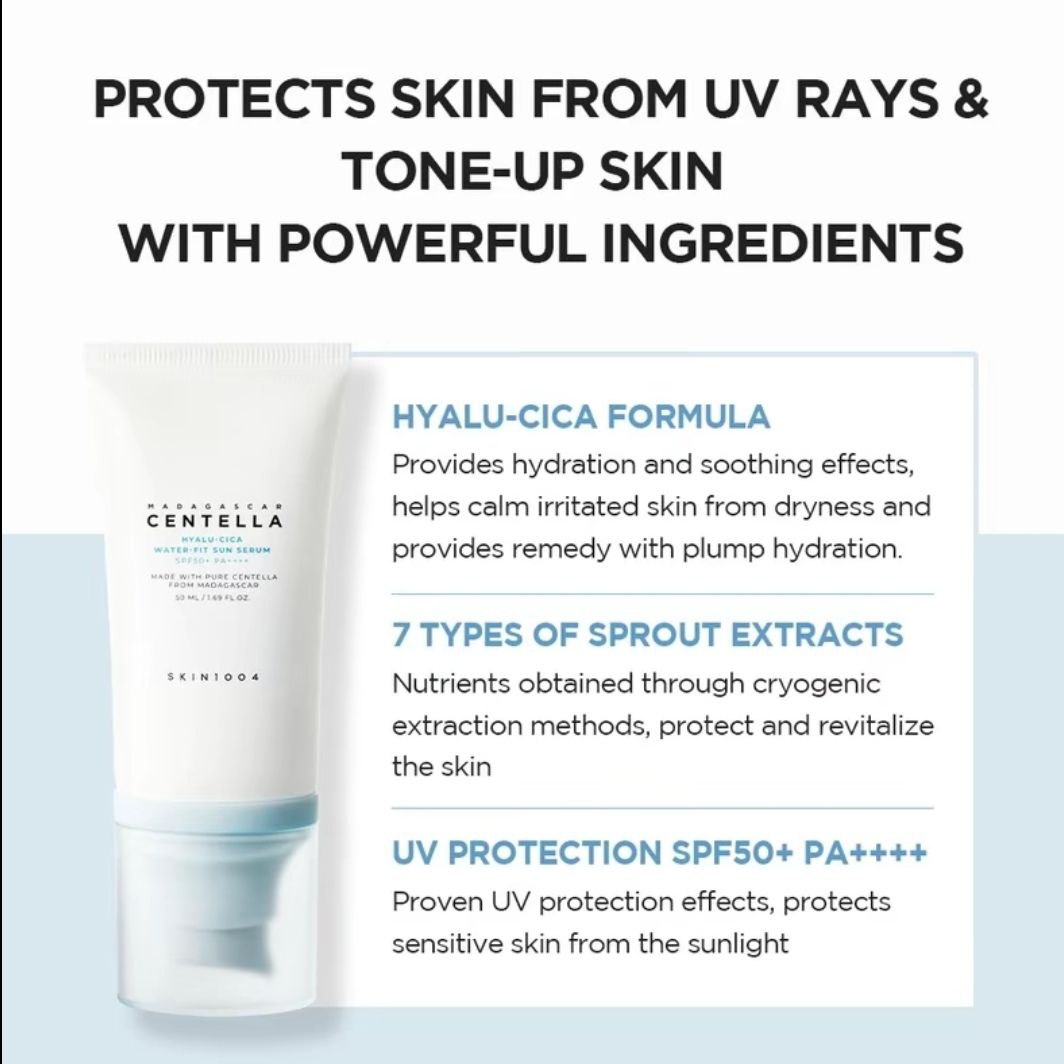 PROTECTS SKIN FROM UV RAYS &
TONE-UP SKIN
WITH POWERFUL INGREDIENTS
MADAGASCAR
CENTELLA
HYALU-CICA
WATER-FIT SUN SERUM
SPF50+ PA++++
MADE WITH PURE CENTELLA
FROM MADAGASCAR
50 ML / 1.69 FL.OZ.
SKIN1004
HYALU-CICA FORMULA
Provides hydration and soothing effects,
helps calm irritated skin from dryness and
provides remedy with plump hydration.
7 TYPES OF SPROUT EXTRACTS
Nutrients obtained through cryogenic
extraction methods, protect and revitalize
the skin
UV PROTECTION SPF50+ PA++++
Proven UV protection effects, protects
sensitive skin from the sunlight